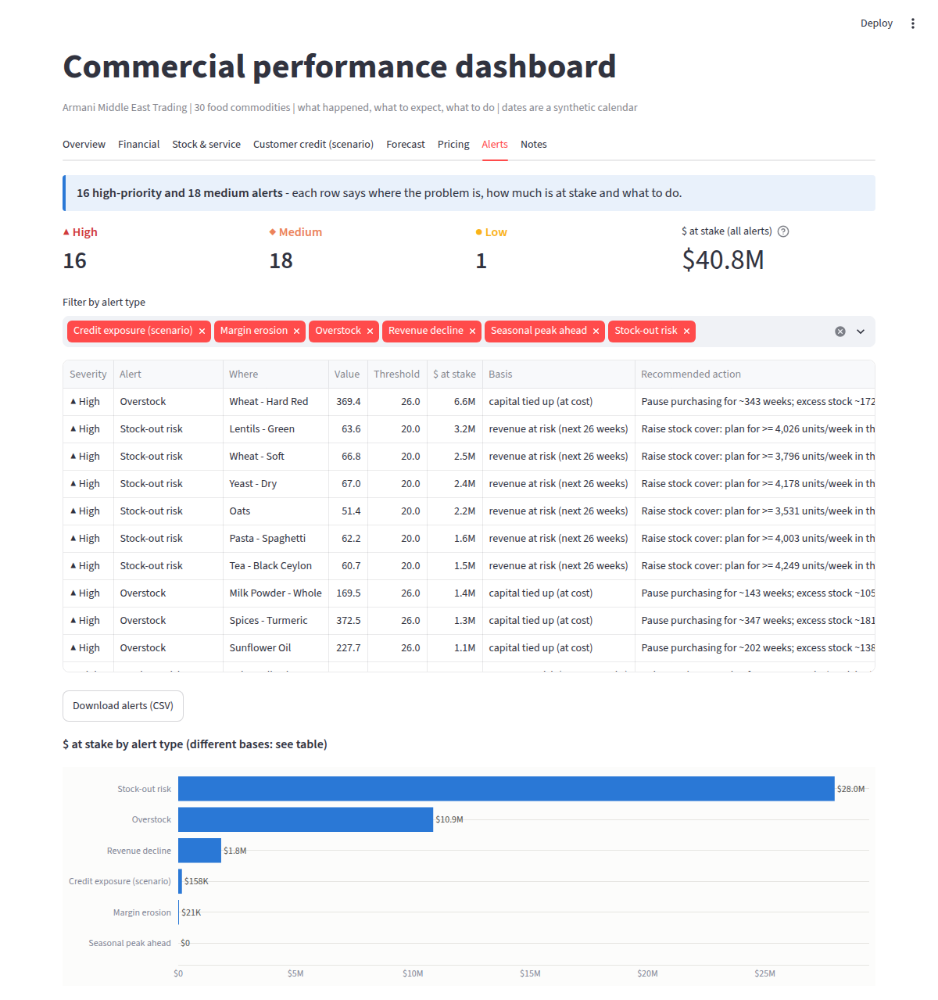 Deploy
Commercial performance dashboard
Armani Middle East Trading | 30 food commodities | what happened, what to expect, what to do | dates are a synthetic calendar
Overview Financial Stock & service Customer credit (scenario) Forecast Pricing Alerts Notes
16 high-priority and 18 medium alerts - each row says where the problem is, how much is at stake and what to do.
▲ High ◆ Medium ● Low $ at stake (all alerts)
16 18 1 $40.8M
Filter by alert type
Credit exposure (scenario) × Margin erosion × Overstock × Revenue decline × Seasonal peak ahead × Stock-out risk ×
Severity Alert Where Value Threshold $ at stake Basis Recommended action
▲ High Overstock Wheat - Hard Red 369.4 26.0 6.6M capital tied up (at cost) Pause purchasing for ~343 weeks; excess stock ~172
▲ High Stock-out risk Lentils - Green 63.6 20.0 3.2M revenue at risk (next 26 weeks) Raise stock cover: plan for >= 4,026 units/week in th
▲ High Stock-out risk Wheat - Soft 66.8 20.0 2.5M revenue at risk (next 26 weeks) Raise stock cover: plan for >= 3,796 units/week in th
▲ High Stock-out risk Yeast - Dry 67.0 20.0 2.4M revenue at risk (next 26 weeks) Raise stock cover: plan for >= 4,178 units/week in th
▲ High Stock-out risk Oats 51.4 20.0 2.2M revenue at risk (next 26 weeks) Raise stock cover: plan for >= 3,531 units/week in th
▲ High Stock-out risk Pasta - Spaghetti 62.2 20.0 1.6M revenue at risk (next 26 weeks) Raise stock cover: plan for >= 4,003 units/week in th
▲ High Stock-out risk Tea - Black Ceylon 60.7 20.0 1.5M revenue at risk (next 26 weeks) Raise stock cover: plan for >= 4,249 units/week in th
▲ High Overstock Milk Powder - Whole 169.5 26.0 1.4M capital tied up (at cost) Pause purchasing for ~143 weeks; excess stock ~105
▲ High Overstock Spices - Turmeric 372.5 26.0 1.3M capital tied up (at cost) Pause purchasing for ~347 weeks; excess stock ~181
▲ High Overstock Sunflower Oil 227.7 26.0 1.1M capital tied up (at cost) Pause purchasing for ~202 weeks; excess stock ~138
Download alerts (CSV)
$ at stake by alert type (different bases: see table)
Stock-out risk $28.0M
Overstock $10.9M
Revenue decline $1.8M
Credit exposure (scenario) $158K
Margin erosion $21K
Seasonal peak ahead $0
$0 $5M $10M $15M $20M $25M